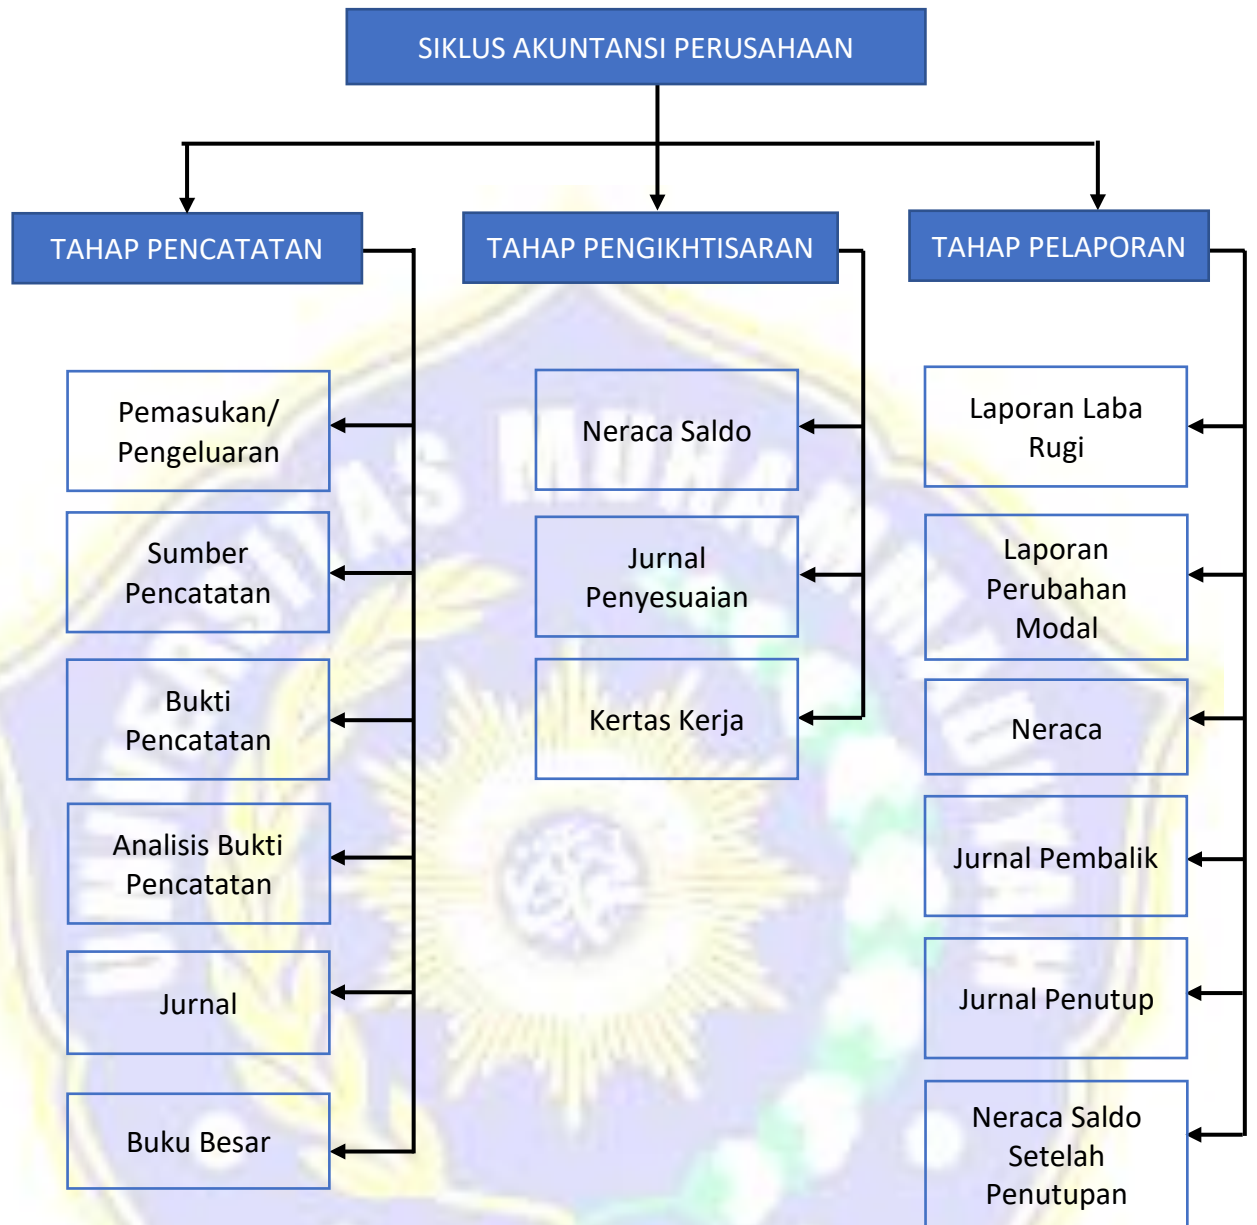 SIKLUS AKUNTANSI PERUSAHAAN
TAHAP PENCATATAN
Pemasukan/
Pengeluaran
Sumber
Pencatatan
Bukti
Pencatatan
Analisis Bukti
Pencatatan
Jurnal
Buku Besar
TAHAP PENGIKHTISARAN
Neraca Saldo
Jurnal
Penyesuaian
Kertas Kerja
TAHAP PELAPORAN
Laporan Laba
Rugi
Laporan
Perubahan
Modal
Neraca
Jurnal Pembalik
Jurnal Penutup
Neraca Saldo
Setelah
Penutupan